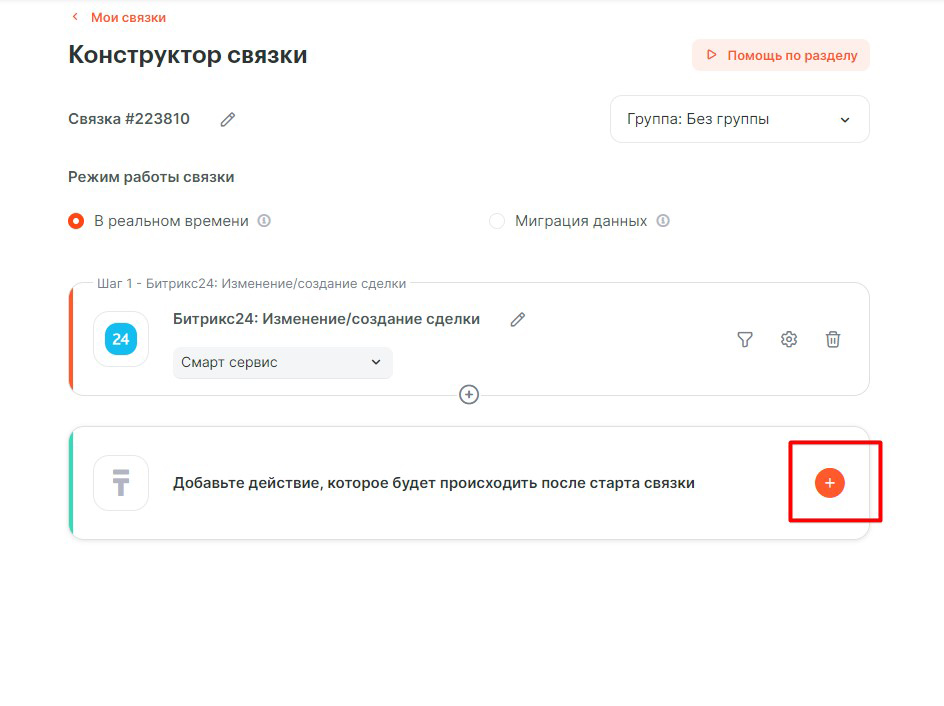 Мои связки
Конструктор связки
Помощь по разделу
Связка #223810
Группа: Без группы
Режим работы связки
В реальном времени
Миграция данных
Шаг 1 - Битрикс24: Изменение/создание сделки
Битрикс24: Изменение/создание сделки
24
Смарт сервис
Добавьте действие, которое будет происходить после старта связки